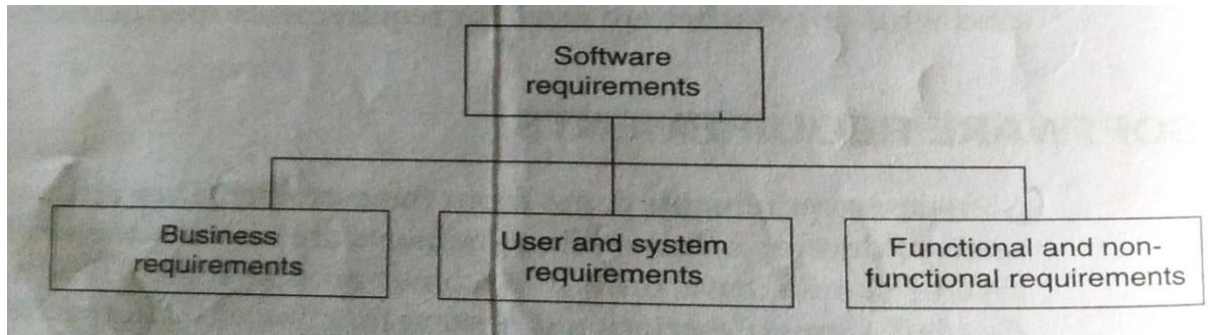 Software
requirements
Business
requirements
User and system
requirements
Functional and non-
functional requirements